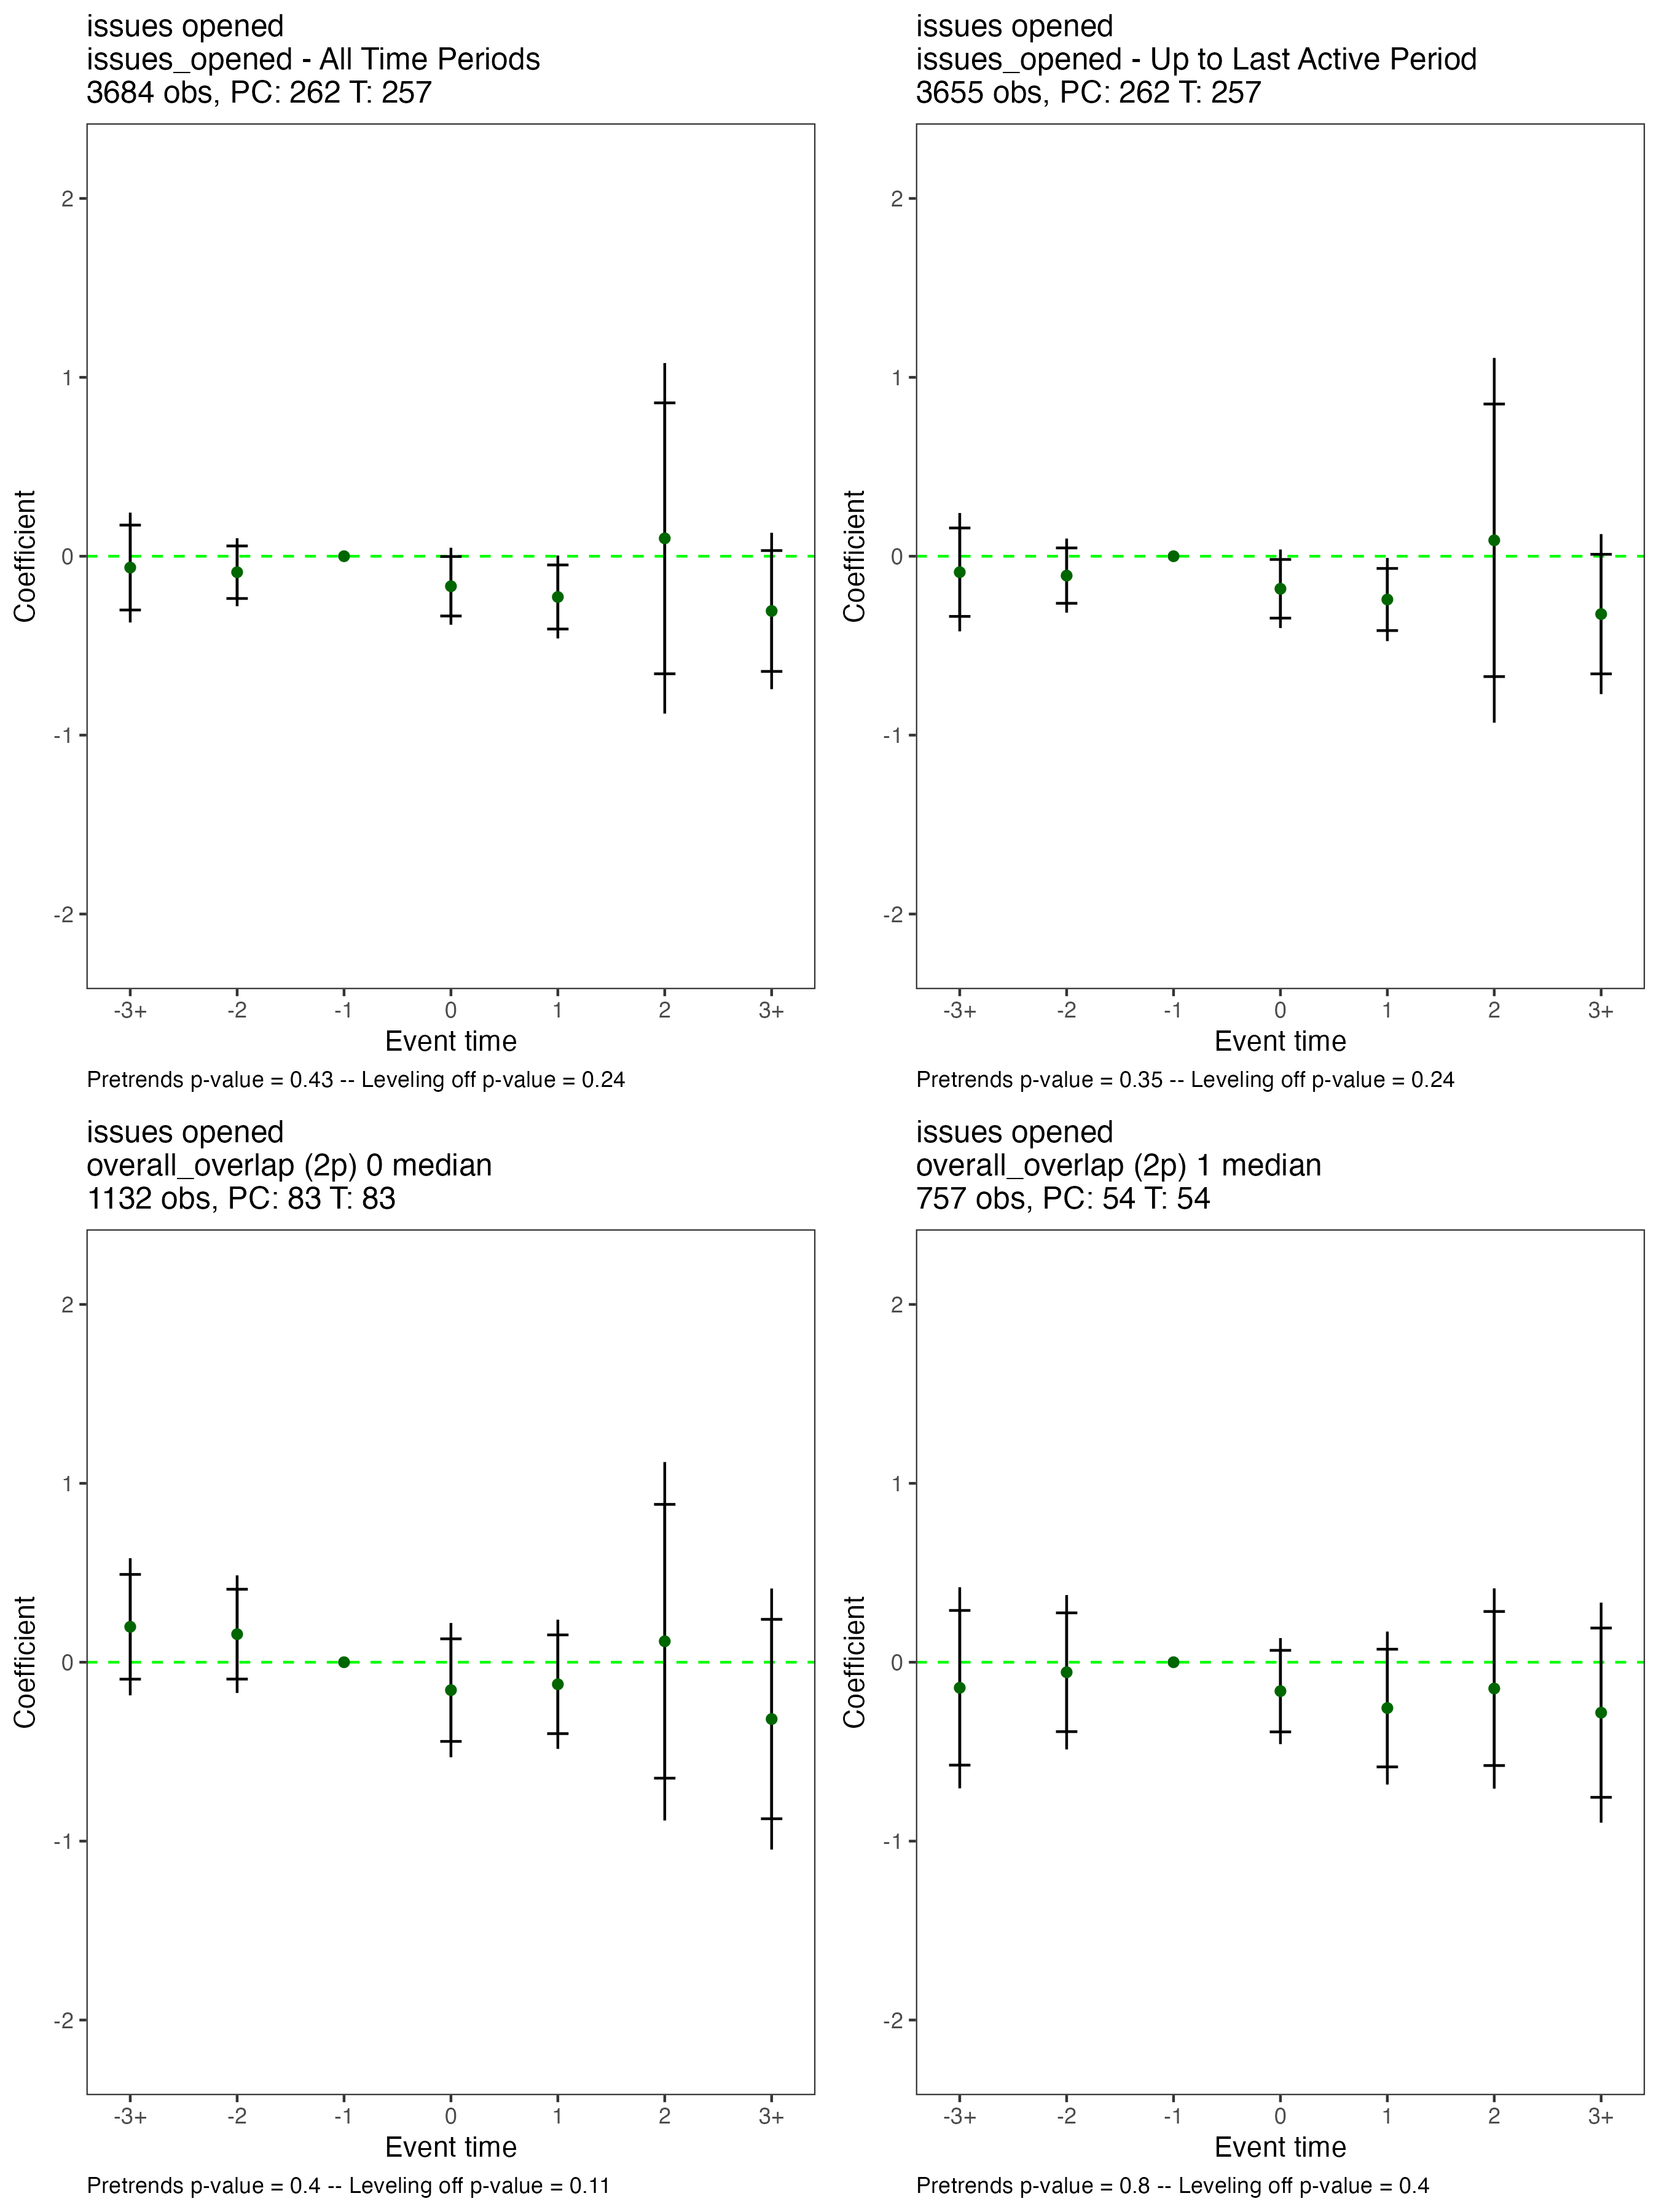 issues opened
issues_opened - All Time Periods
3684 obs, PC: 262 T: 257
2
1
0
-1
-2
Coefficient
-3+ -2 -1 0 1 2 3+
Event time
Pretrends p-value = 0.43 -- Leveling off p-value = 0.24
issues opened
issues_opened - Up to Last Active Period
3655 obs, PC: 262 T: 257
2
1
0
-1
-2
Coefficient
-3+ -2 -1 0 1 2 3+
Event time
Pretrends p-value = 0.35 -- Leveling off p-value = 0.24
issues opened
overall_overlap (2p) 0 median
1132 obs, PC: 83 T: 83
2
1
0
-1
-2
Coefficient
-3+ -2 -1 0 1 2 3+
Event time
Pretrends p-value = 0.4 -- Leveling off p-value = 0.11
issues opened
overall_overlap (2p) 1 median
757 obs, PC: 54 T: 54
2
1
0
-1
-2
Coefficient
-3+ -2 -1 0 1 2 3+
Event time
Pretrends p-value = 0.8 -- Leveling off p-value = 0.4